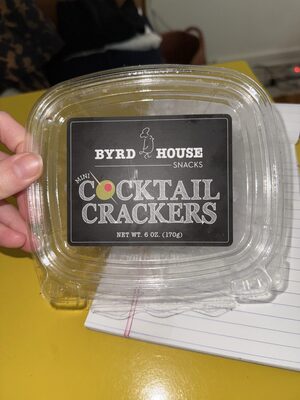 BYRD HOUSE
SNACKS
MINI
COCKTAIL
CRACKERS
NET WT. 6 OZ. (170g)